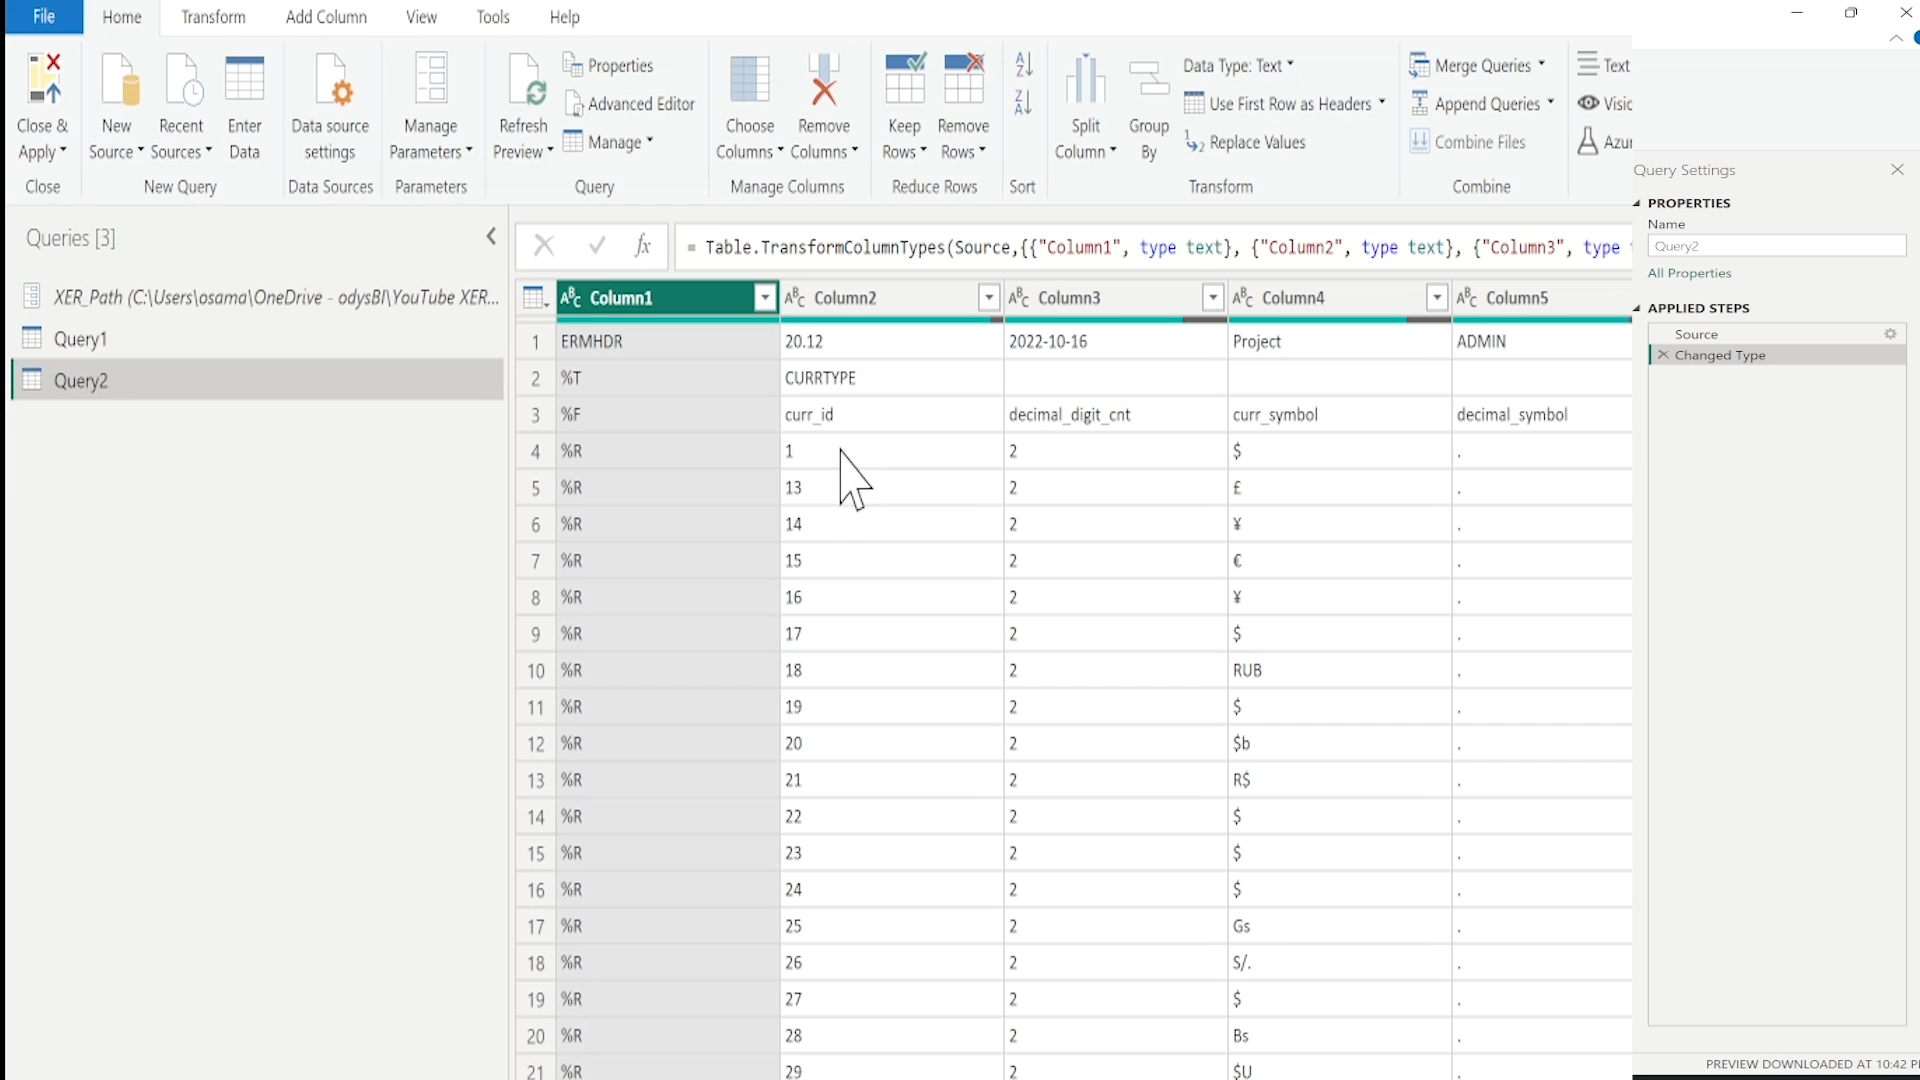 File Home Transform Add Column View Tools Help
Close & Apply
New Source
Recent Sources
Enter Data
Data source settings
Manage Parameters
Refresh Preview
Properties
Advanced Editor
Manage
Choose Columns
Remove Columns
Keep Rows
Remove Rows
Split Column
Group By
Data Type: Text
Use First Row as Headers
Replace Values
Merge Queries
Append Queries
Combine Files
Text
Close New Query Data Sources Parameters Query Manage Columns Reduce Rows Sort Transform Combine
Queries [3]
XER_Path (C:\Users\osama\OneDrive - odysBI\YouTube XER...
Query1
Query2
fx = Table.TransformColumnTypes(Source,{{"Column1", type text}, {"Column2", type text}, {"Column3", type
Column1 Column2 Column3 Column4 Column5
1 ERMHDR 20.12 2022-10-16 Project ADMIN
2 %T CURRTYPE
3 %F curr_id decimal_digit_cnt curr_symbol decimal_symbol
4 %R 1 2 $ .
5 %R 13 2 £ .
6 %R 14 2 ¥ .
7 %R 15 2 € .
8 %R 16 2 ¥ .
9 %R 17 2 $ .
10 %R 18 2 RUB .
11 %R 19 2 $ .
12 %R 20 2 $b .
13 %R 21 2 R$ .
14 %R 22 2 $ .
15 %R 23 2 $ .
16 %R 24 2 $ .
17 %R 25 2 Gs .
18 %R 26 2 S/. .
19 %R 27 2 $ .
20 %R 28 2 Bs .
21 %R 29 2 $U .
Query Settings
PROPERTIES
Name
Query2
All Properties
APPLIED STEPS
Source
Changed Type
PREVIEW DOWNLOADED AT 10:42 P